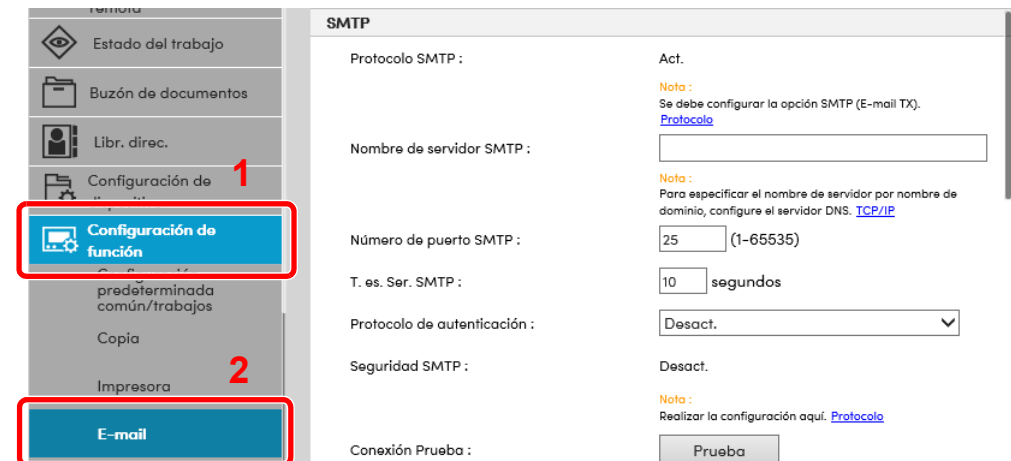 remota
Estado del trabajo
Buzón de documentos
Libr. direc.
1
Configuración de
Configuración de
función
predeterminada
común/trabajos
Copia
2
Impresora
E-mail
SMTP
Protocolo SMTP :
Act.
Nota :
Se debe configurar la opción SMTP (E-mail TX).
Protocolo
Nombre de servidor SMTP :
Nota :
Para especificar el nombre de servidor por nombre de
dominio, configure el servidor DNS. TCP/IP
Número de puerto SMTP :
25 (1-65535)
T. es. Ser. SMTP :
10 segundos
Protocolo de autenticación :
Desact.
Seguridad SMTP :
Desact.
Nota :
Realizar la configuración aquí. Protocolo
Conexión Prueba :
Prueba